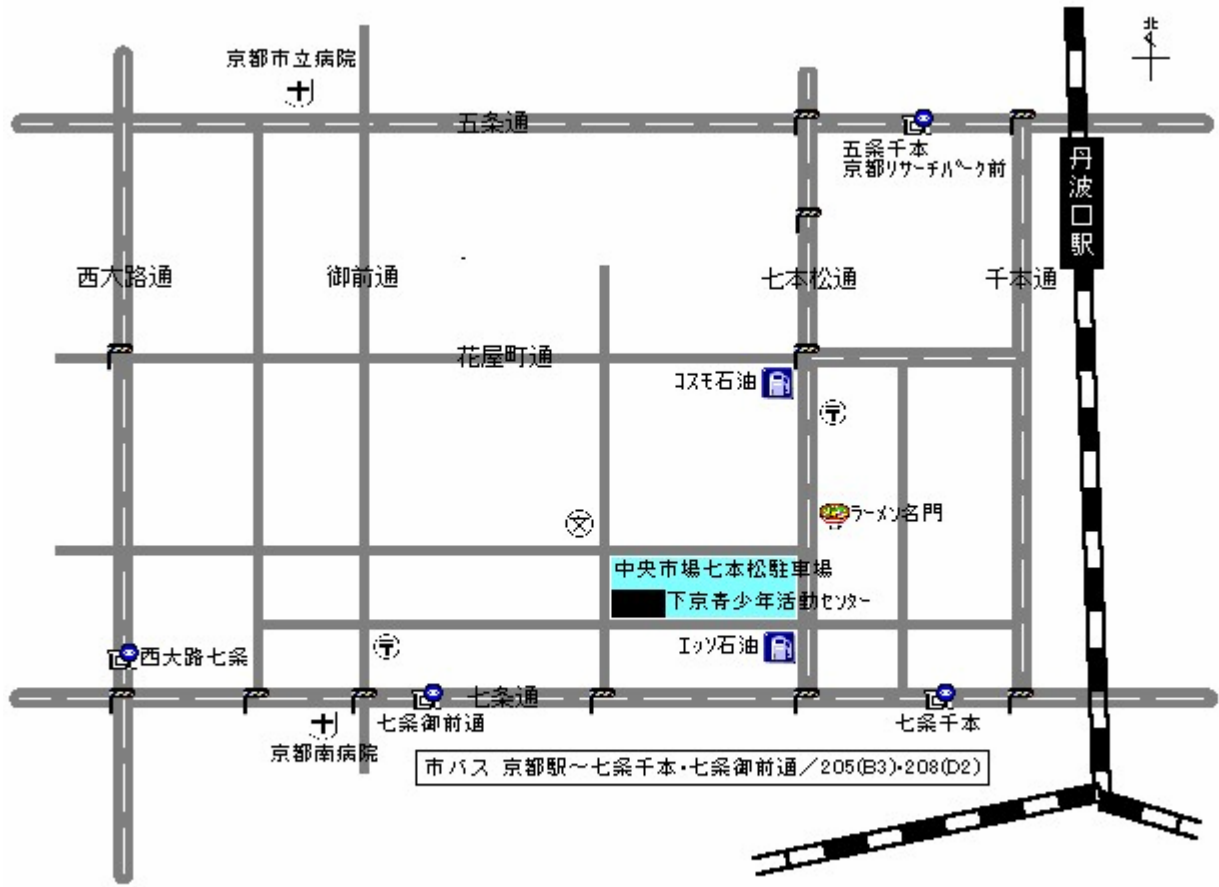 北
京都市立病院
五条通
五条千本
京都リサーチパーク前
丹波口駅
西大路通
御前通
七本松通
千本通
花屋町通
コスモ石油
〒
文
ラーメン名門
中央市場七本松駐車場
下京青少年活動センター
エッソ石油
〒
西大路七条
七条通
七条御前通
七条千本
京都南病院
市バス 京都駅~七条千本・七条御前通/205(B3)・208(D2)